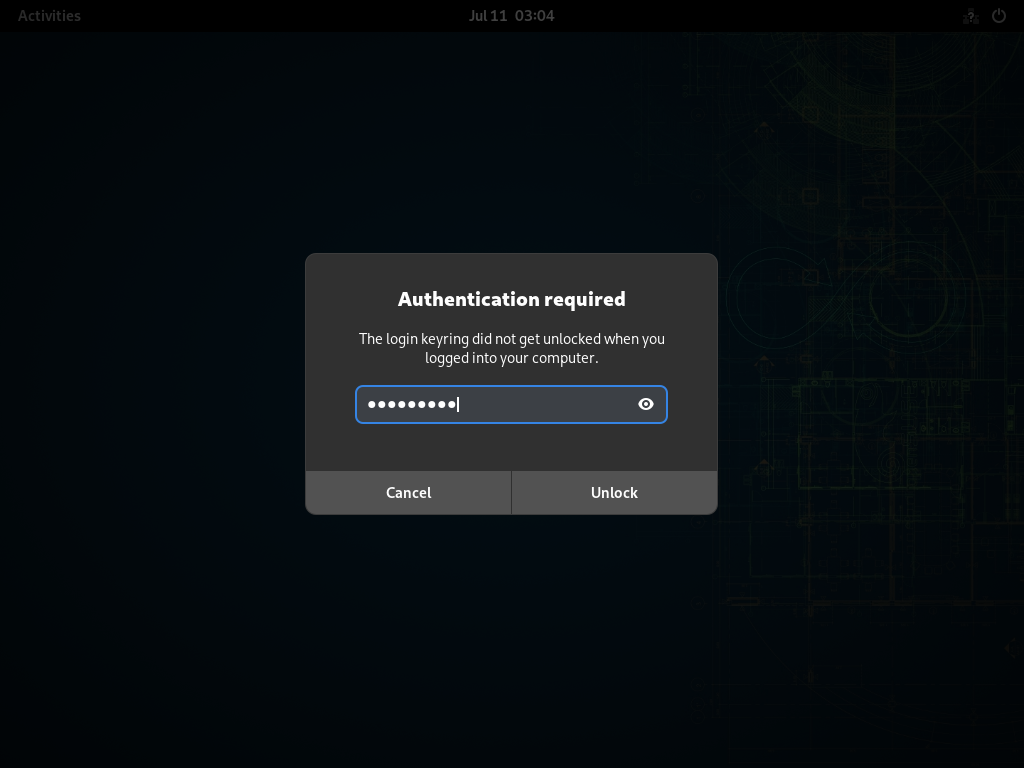 Activities
Jul 11 03:04
Authentication required
The login keyring did not get unlocked when you
logged into your computer.
●●●●●●●●●
Cancel
Unlock